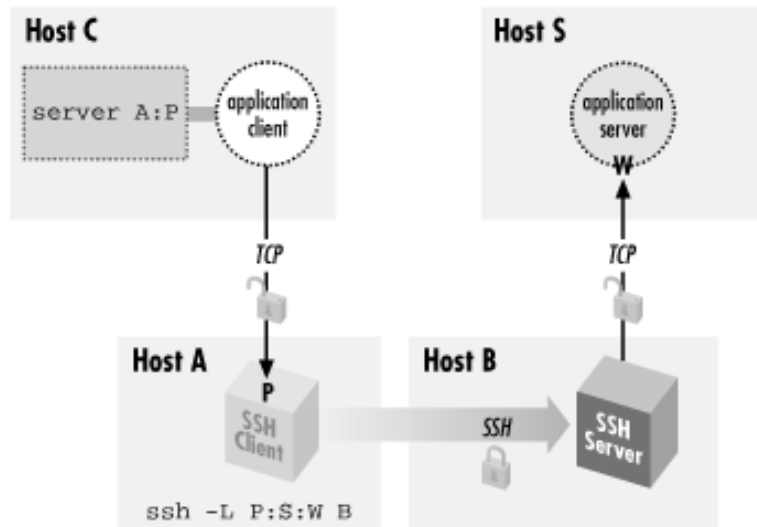 Host C
server A:P
application
client
Host S
application
server
W
TCP
TCP
Host A
P
SSH
Client
ssh -L P:S:W B
SSH
Host B
SSH
Server